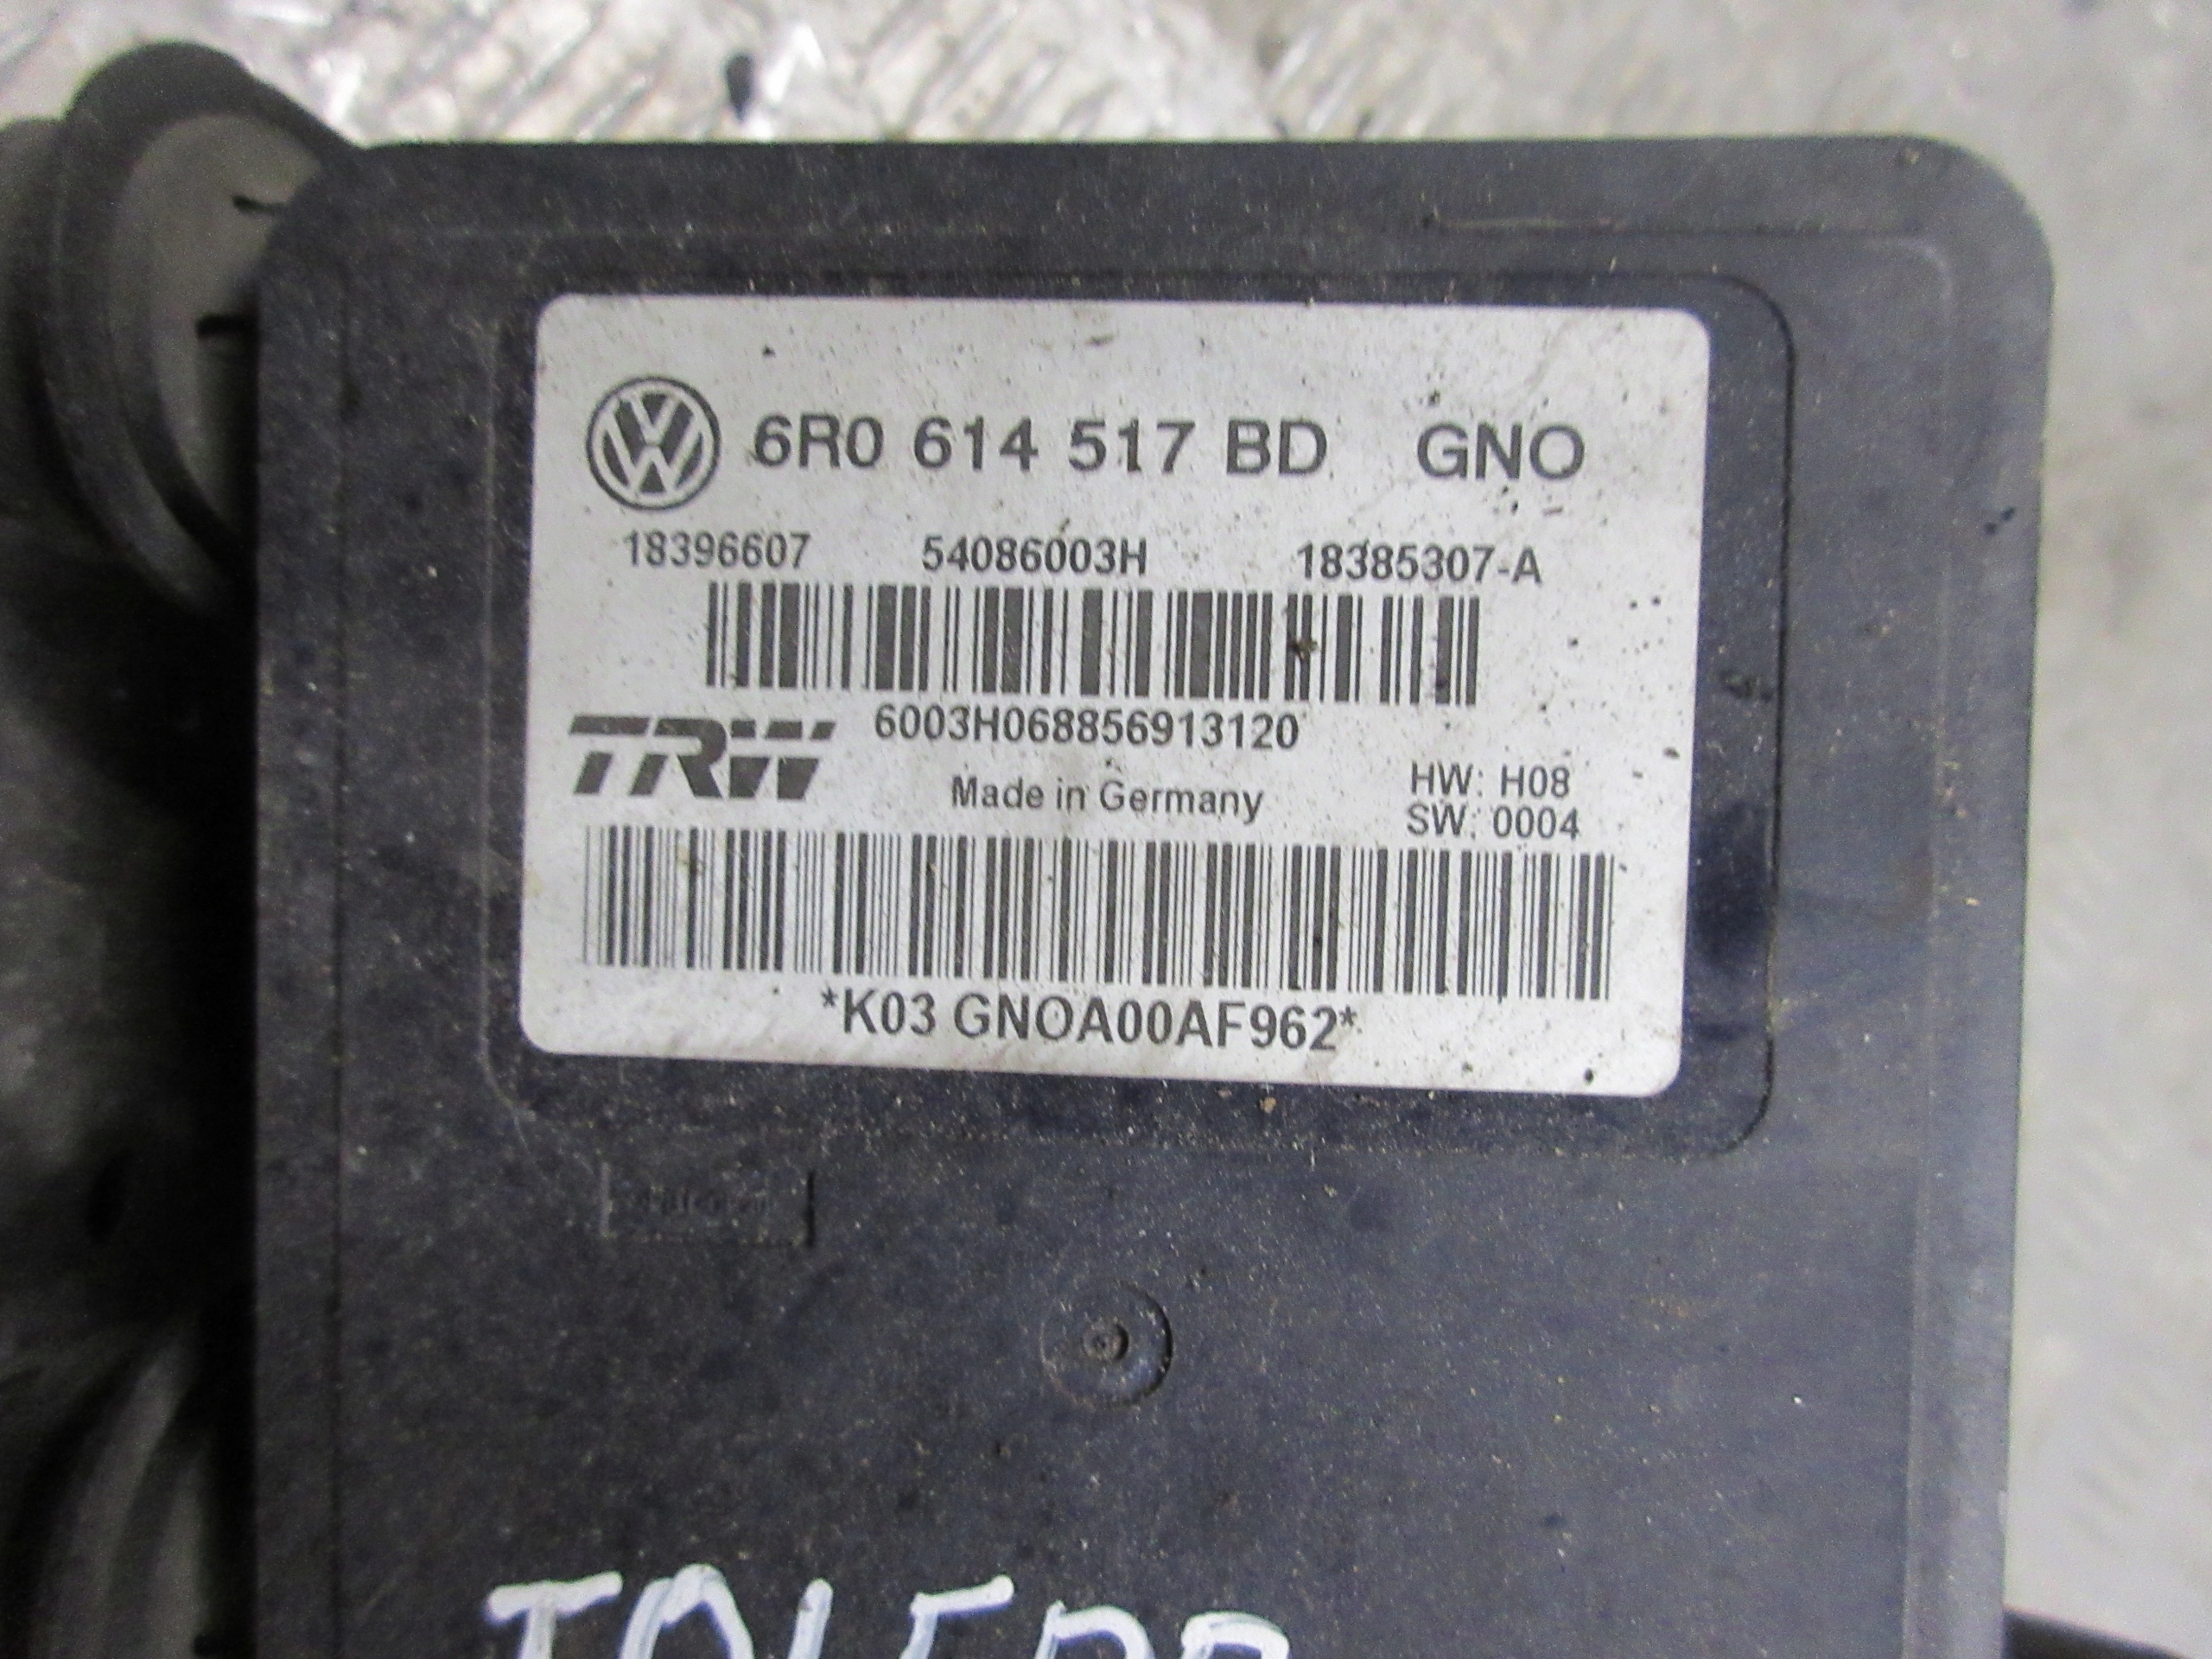 6R0 614 517 BD GNO
18396607 54086003H 18385307-A
6003H068856913120
TRW
Made in Germany
HW: H08
SW: 0004
*K03 GNOA00AF962*